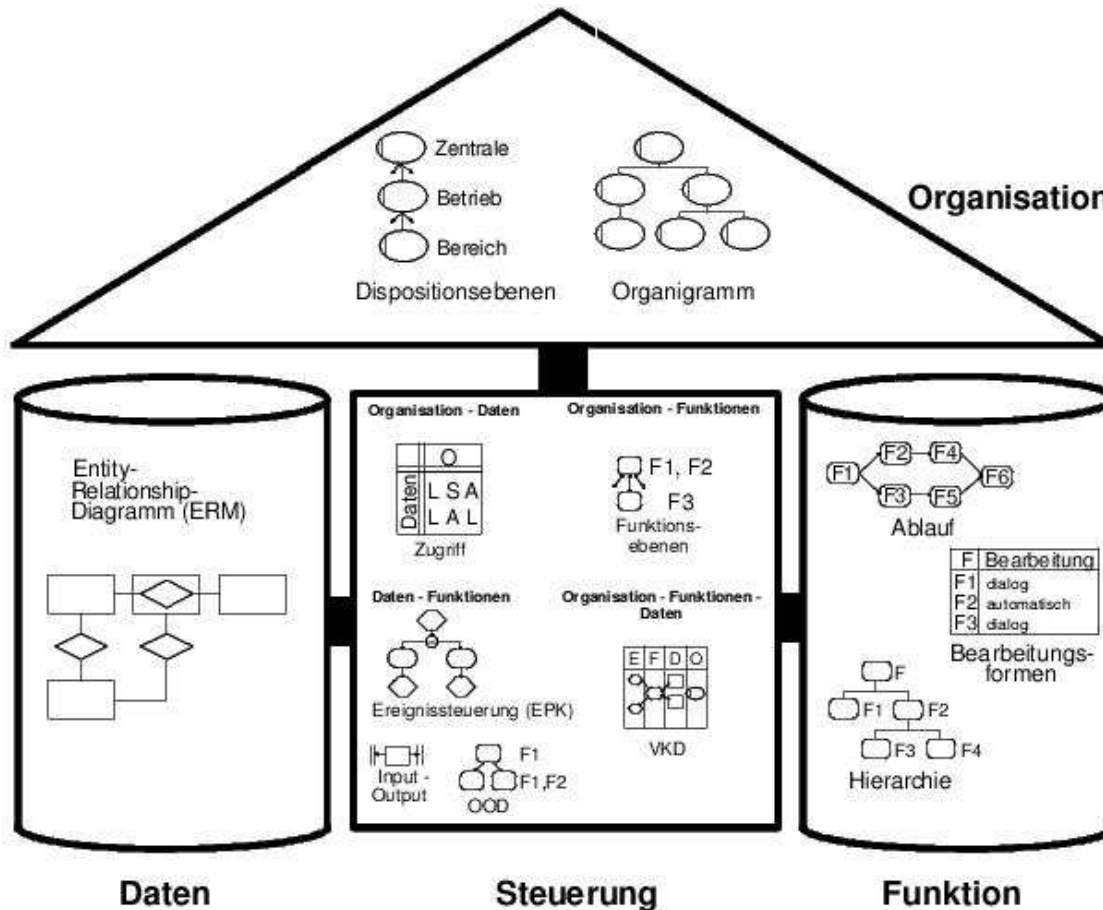 Zentrale
Betrieb
Bereich
Dispositionsebenen
Organigramm
Organisation
Entity-
Relationship-
Diagramm (ERM)
Organisation - Daten
O
Daten
L S A
L A L
Zugriff
Organisation - Funktionen
F1, F2
F3
Funktions-
ebenen
Daten - Funktionen
Ereignissteuerung (EPK)
Input -
Output
F1
F1,F2
OOD
Organisation - Funktionen -
Daten
E F D O
VKD
F1 F2 F4 F6
F3 F5
Ablauf
F Bearbeitung
F1 dialog
F2 automatisch
F3 dialog
Bearbeitungs-
formen
F
F1 F2
F3 F4
Hierarchie
Daten
Steuerung
Funktion